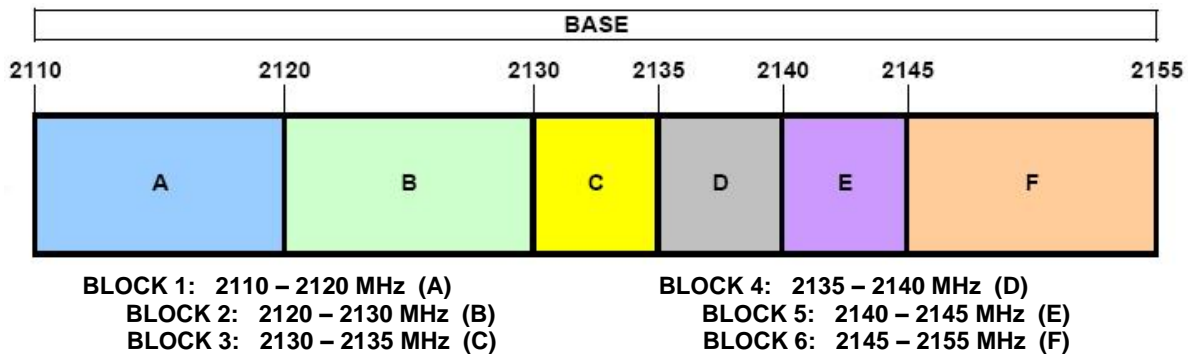 BASE
2110 2120 2130 2135 2140 2145 2155
A B C D E F
BLOCK 1: 2110 – 2120 MHz (A)
BLOCK 2: 2120 – 2130 MHz (B)
BLOCK 3: 2130 – 2135 MHz (C)
BLOCK 4: 2135 – 2140 MHz (D)
BLOCK 5: 2140 – 2145 MHz (E)
BLOCK 6: 2145 – 2155 MHz (F)